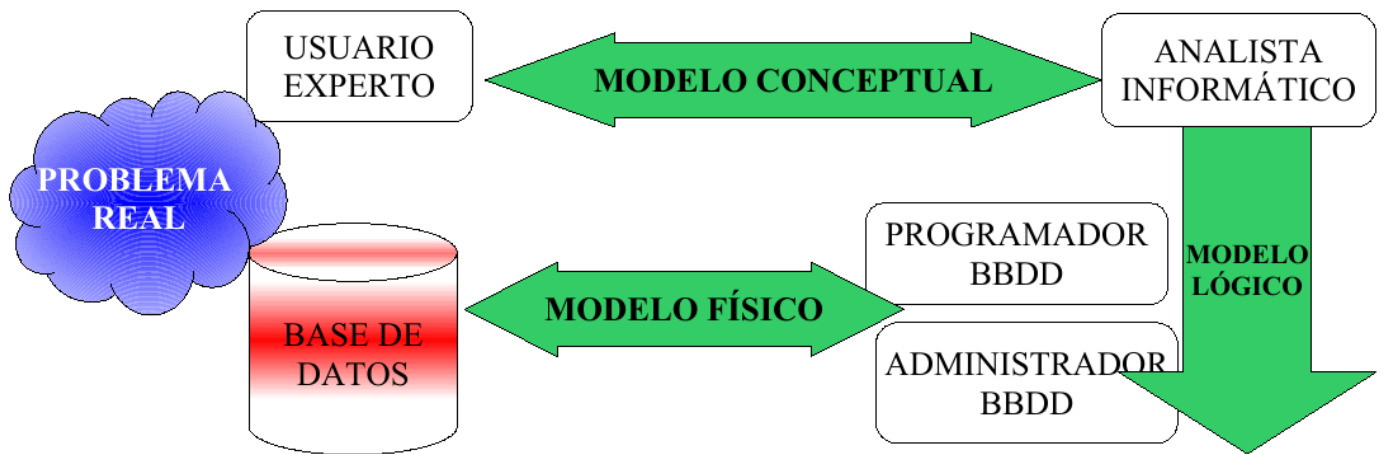 USUARIO
EXPERTO
MODELO CONCEPTUAL
ANALISTA
INFORMÁTICO
PROBLEMA
REAL
PROGRAMADOR
BBDD
MODELO
LÓGICO
MODELO FÍSICO
BASE DE
DATOS
ADMINISTRADOR
BBDD